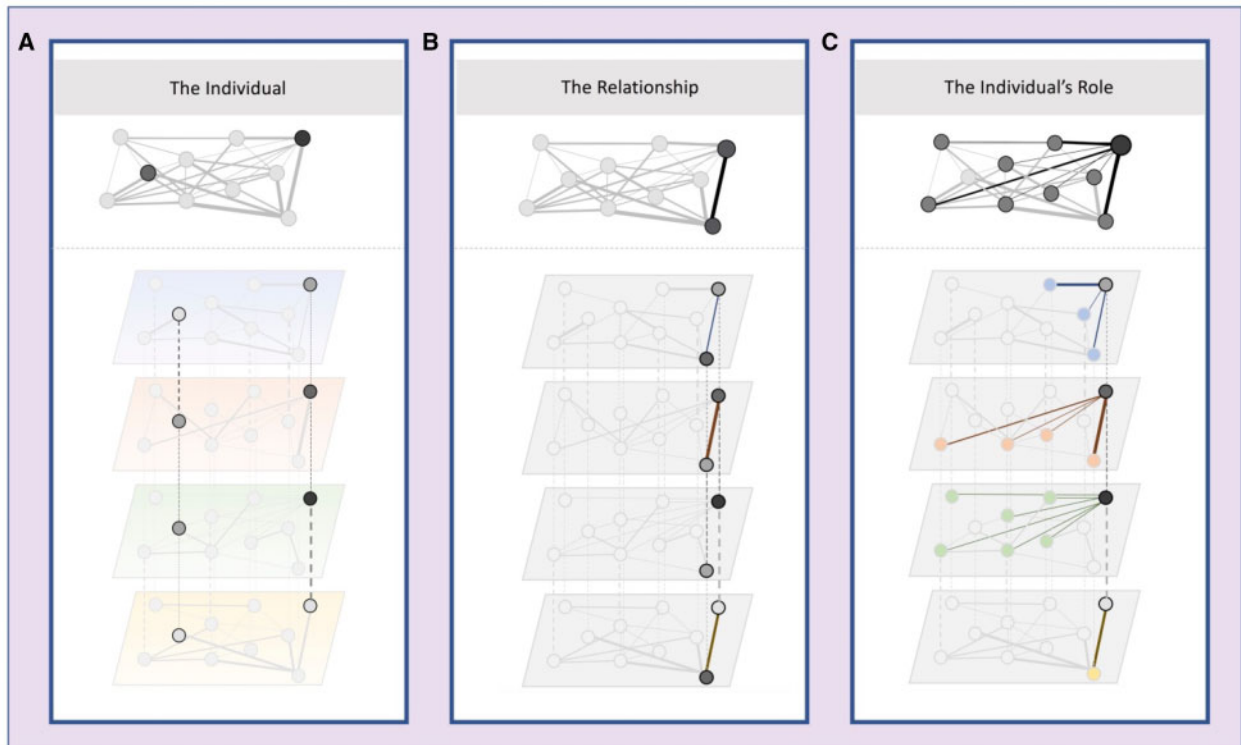 A
B
C
The Individual
The Relationship
The Individual's Role